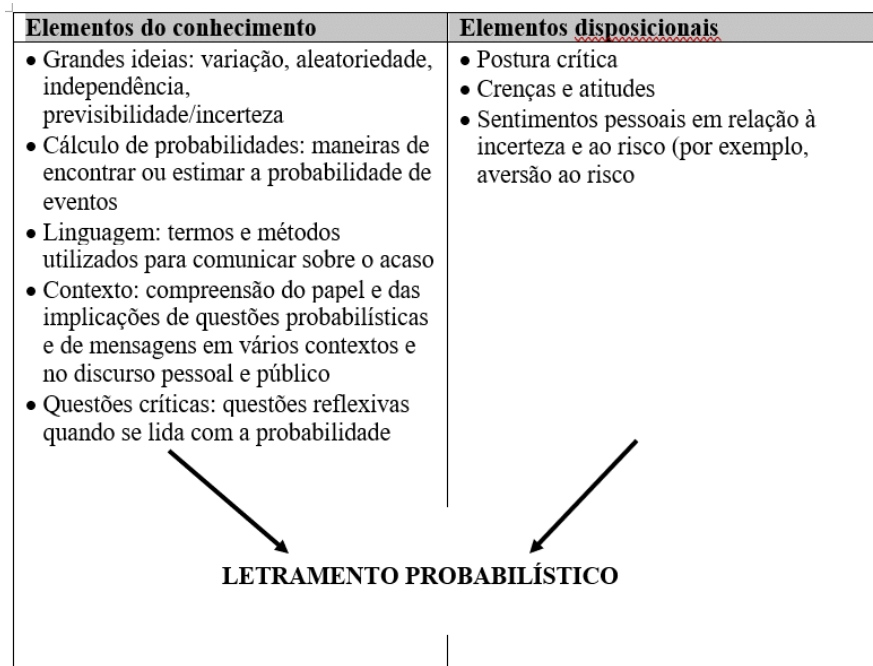 Elementos do conhecimento
• Grandes ideias: variação, aleatoriedade,
independência,
previsibilidade/incerteza
• Cálculo de probabilidades: maneiras de
encontrar ou estimar a probabilidade de
eventos
• Linguagem: termos e métodos
utilizados para comunicar sobre o acaso
• Contexto: compreensão do papel e das
implicações de questões probabilísticas
e de mensagens em vários contextos e
no discurso pessoal e público
• Questões críticas: questões reflexivas
quando se lida com a probabilidade
Elementos disposicionais
• Postura crítica
• Crenças e atitudes
• Sentimentos pessoais em relação à
incerteza e ao risco (por exemplo,
aversão ao risco
LETRAMENTO PROBABILÍSTICO